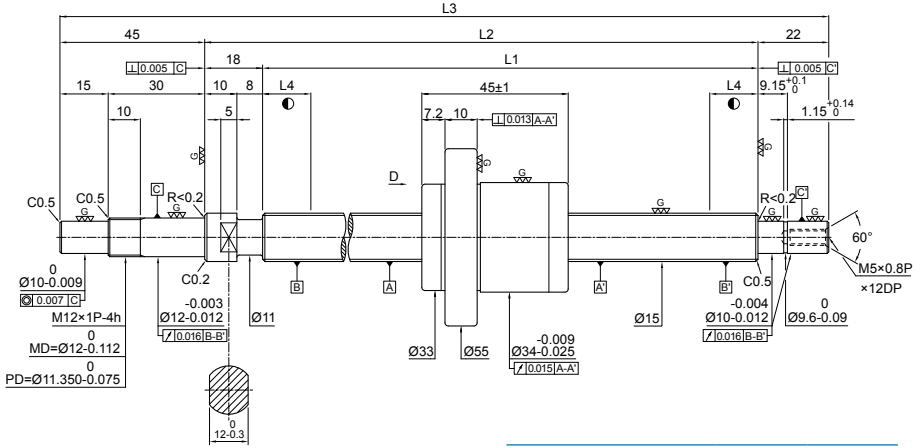 L3
45
L2
22
⊥ 0.005 C
18
L1
⊥ 0.005 C'
15
30
10
8
L4
45±1
L4
9.15 +0.1 0
10
5
7.2
10
⊥ 0.013 A-A'
1.15 +0.14 0
G
G
G
D
G
C0.5
C0.5
G
C
G
R<0.2
G
R<0.2
C'
G
60°
C0.2
B
A
A'
B'
C0.5
M5×0.8P
×12DP
0
Ø10-0.009
◎ 0.007 C
M12×1P-4h
0
MD=Ø12-0.112
0
PD=Ø11.350-0.075
-0.003
Ø12-0.012
↗ 0.016 B-B'
Ø11
Ø33
Ø55
-0.009
Ø34-0.025
↗ 0.015 A-A'
Ø15
-0.004
Ø10-0.012
↗ 0.016 B-B'
0
Ø9.6-0.09
0
12-0.3